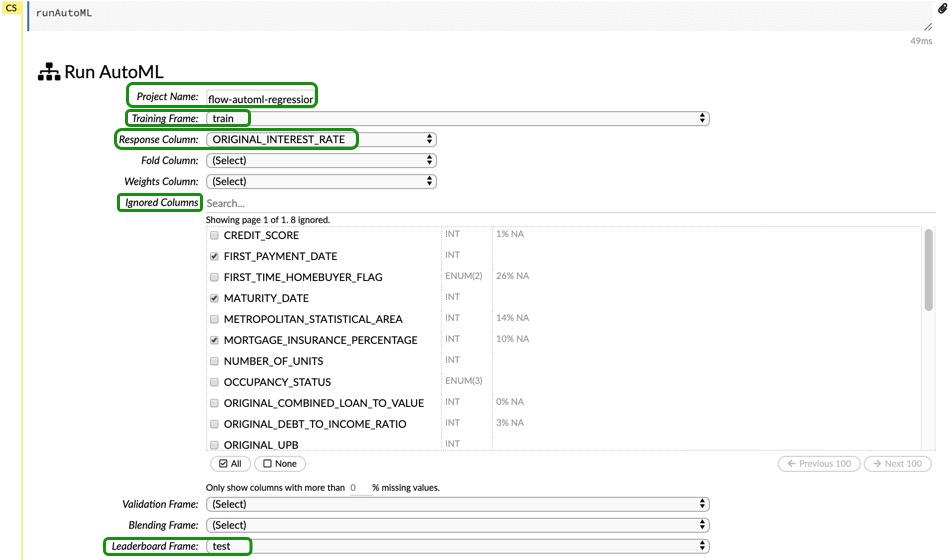 CS
runAutoML
49ms
Run AutoML
Project Name: flow-automl-regression
Training Frame: train
Response Column: ORIGINAL_INTEREST_RATE
Fold Column: (Select)
Weights Column: (Select)
Ignored Columns Search...
Showing page 1 of 1. 8 ignored.
CREDIT_SCORE INT 1% NA
FIRST_PAYMENT_DATE INT
FIRST_TIME_HOMEBUYER_FLAG ENUM(2) 26% NA
MATURITY_DATE INT
METROPOLITAN_STATISTICAL_AREA INT 14% NA
MORTGAGE_INSURANCE_PERCENTAGE INT 10% NA
NUMBER_OF_UNITS INT
OCCUPANCY_STATUS ENUM(3)
ORIGINAL_COMBINED_LOAN_TO_VALUE INT 0% NA
ORIGINAL_DEBT_TO_INCOME_RATIO INT 3% NA
ORIGINAL_UPB INT
All None Previous 100 Next 100
Only show columns with more than 0 % missing values.
Validation Frame: (Select)
Blending Frame: (Select)
Leaderboard Frame: test